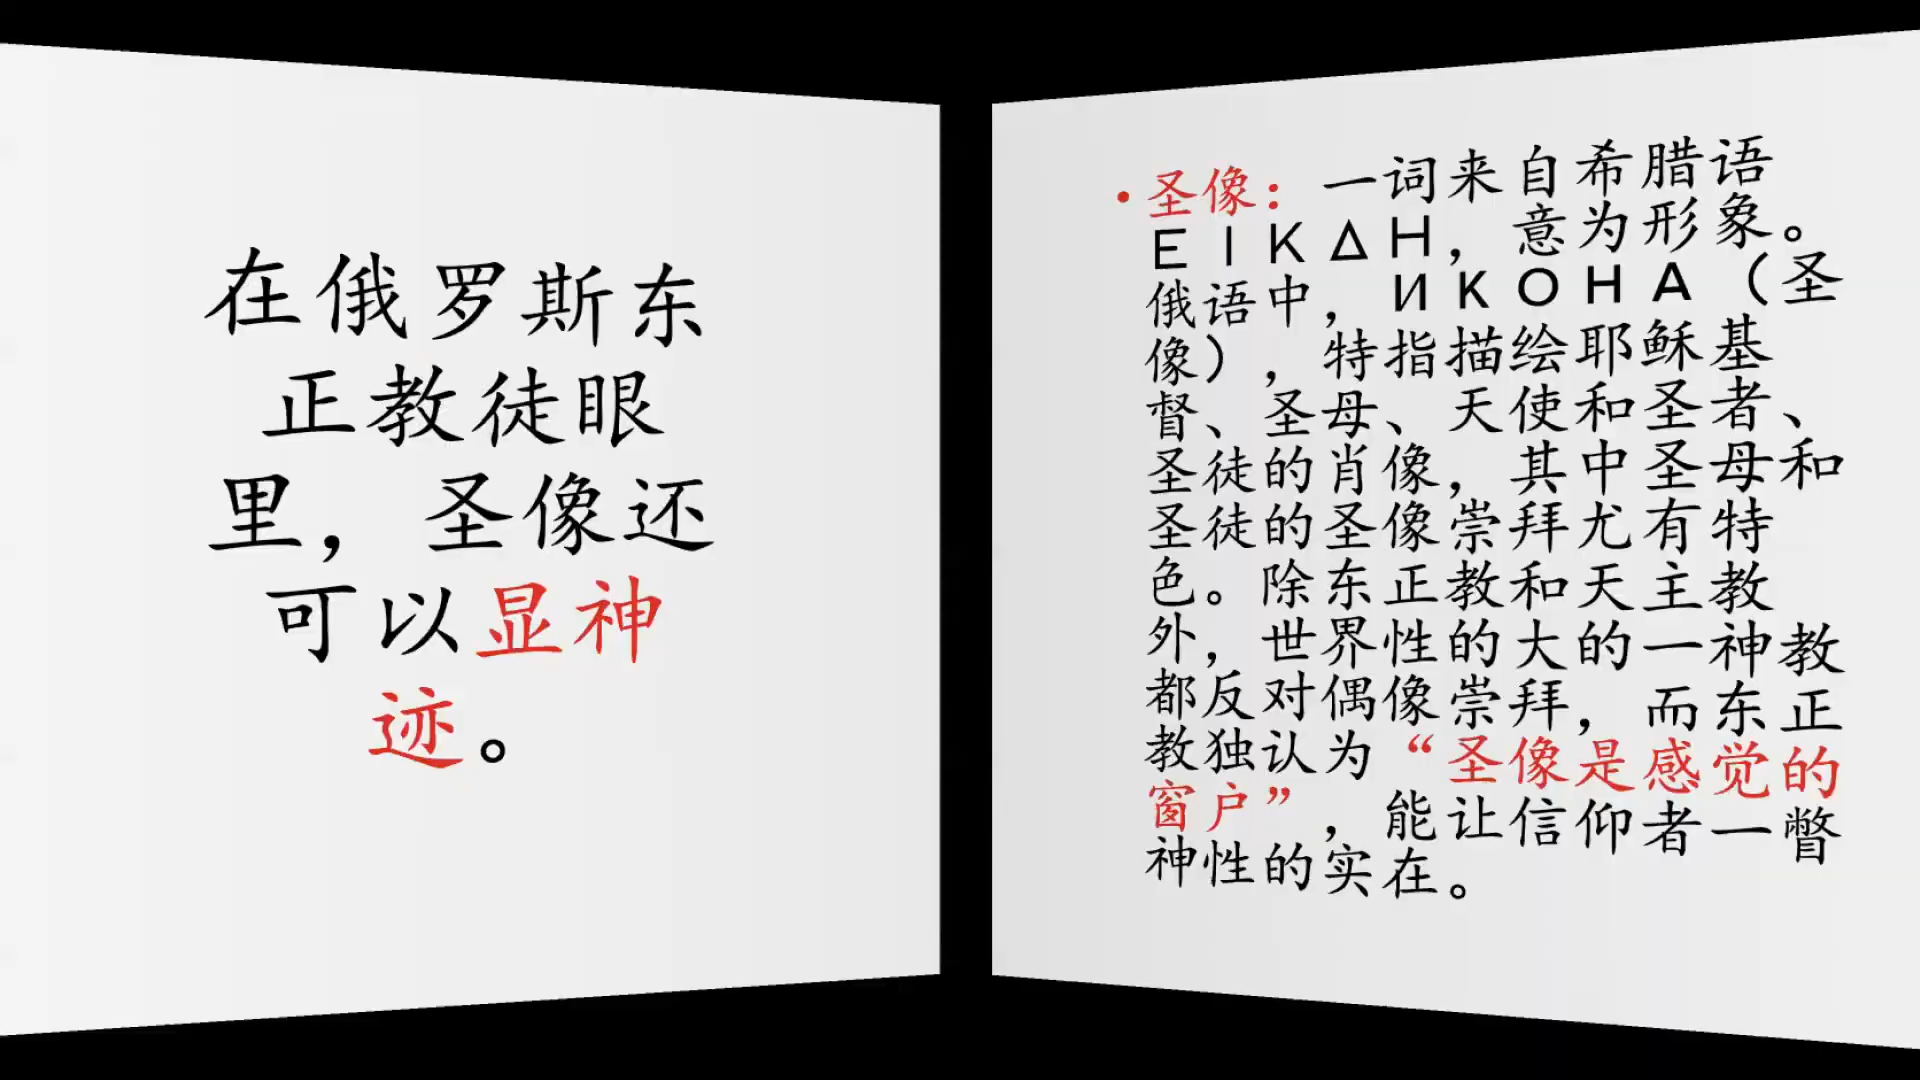 在俄罗斯东
正教徒眼
里，圣像还
可以显神
迹。
•圣像：一词来自希腊语
ΕΙΚΔΗ，意为形象。
俄语中，ИКОНА（圣
像），特指描绘耶稣基
督、圣母、天使和圣者、
圣徒的肖像，其中圣母和
圣徒的圣像崇拜尤有特
色。除东正教和天主教
外，世界性的大的一神教
都反对偶像崇拜，而东正
教独认为“圣像是感觉的
窗户”，能让信仰者一瞥
神性的实在。